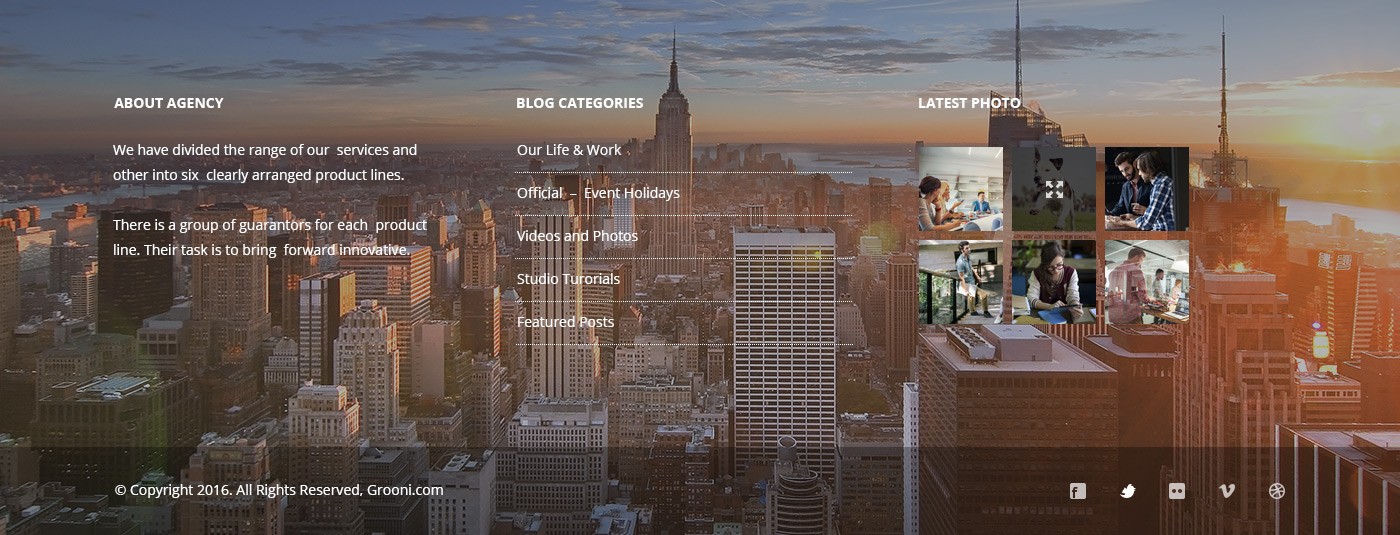 ABOUT AGENCY
We have divided the range of our services and
other into six clearly arranged product lines.
There is a group of guarantors for each product
line. Their task is to bring forward innovative.
BLOG CATEGORIES
Our Life & Work
Official – Event Holidays
Videos and Photos
Studio Turorials
Featured Posts
LATEST PHOTO
© Copyright 2016. All Rights Reserved, Grooni.com